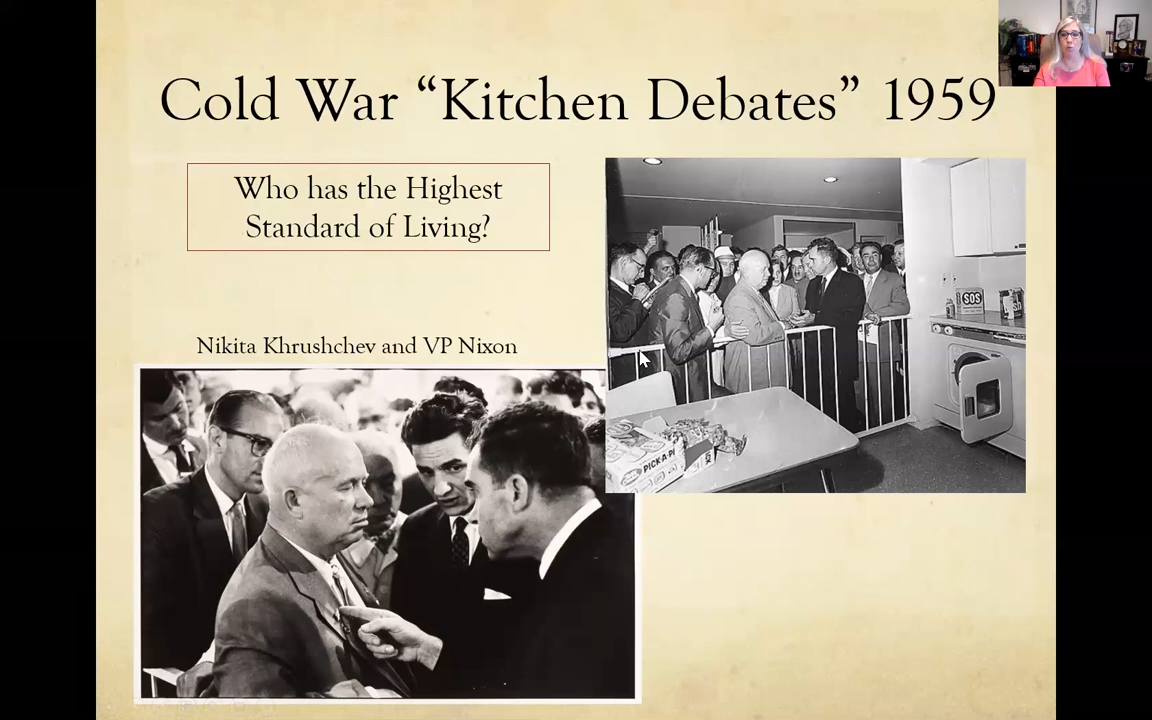 Cold War “Kitchen Debates” 1959
Who has the Highest
Standard of Living?
Nikita Khrushchev and VP Nixon
SOS
PICK-A-PI